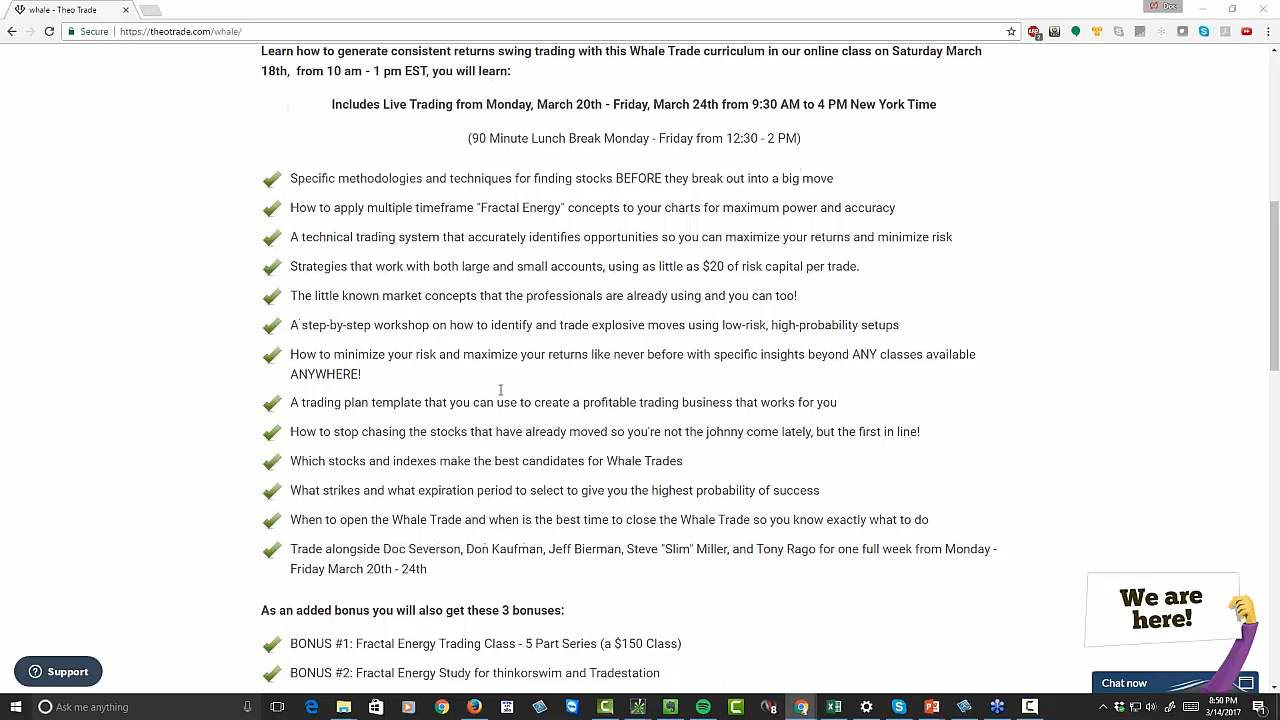 whale - Theo Trade
Doc
Secure
https://theotrade.com/whale/
Learn how to generate consistent returns swing trading with this Whale Trade curriculum in our online class on Saturday March
18th, from 10 am - 1 pm EST, you will learn:
Includes Live Trading from Monday, March 20th - Friday, March 24th from 9:30 AM to 4 PM New York Time
(90 Minute Lunch Break Monday - Friday from 12:30 - 2 PM)
Specific methodologies and techniques for finding stocks BEFORE they break out into a big move
How to apply multiple timeframe "Fractal Energy" concepts to your charts for maximum power and accuracy
A technical trading system that accurately identifies opportunities so you can maximize your returns and minimize risk
Strategies that work with both large and small accounts, using as little as $20 of risk capital per trade.
The little known market concepts that the professionals are already using and you can too!
A step-by-step workshop on how to identify and trade explosive moves using low-risk, high-probability setups
How to minimize your risk and maximize your returns like never before with specific insights beyond ANY classes available
ANYWHERE!
A trading plan template that you can use to create a profitable trading business that works for you
How to stop chasing the stocks that have already moved so you're not the johnny come lately, but the first in line!
Which stocks and indexes make the best candidates for Whale Trades
What strikes and what expiration period to select to give you the highest probability of success
When to open the Whale Trade and when is the best time to close the Whale Trade so you know exactly what to do
Trade alongside Doc Severson, Don Kaufman, Jeff Bierman, Steve "Slim" Miller, and Tony Rago for one full week from Monday -
Friday March 20th - 24th
As an added bonus you will also get these 3 bonuses:
BONUS #1: Fractal Energy Trading Class - 5 Part Series (a $150 Class)
BONUS #2: Fractal Energy Study for thinkorswim and Tradestation
We are
here!
Support
Chat now
Ask me anything
8:50 PM
3/14/2017